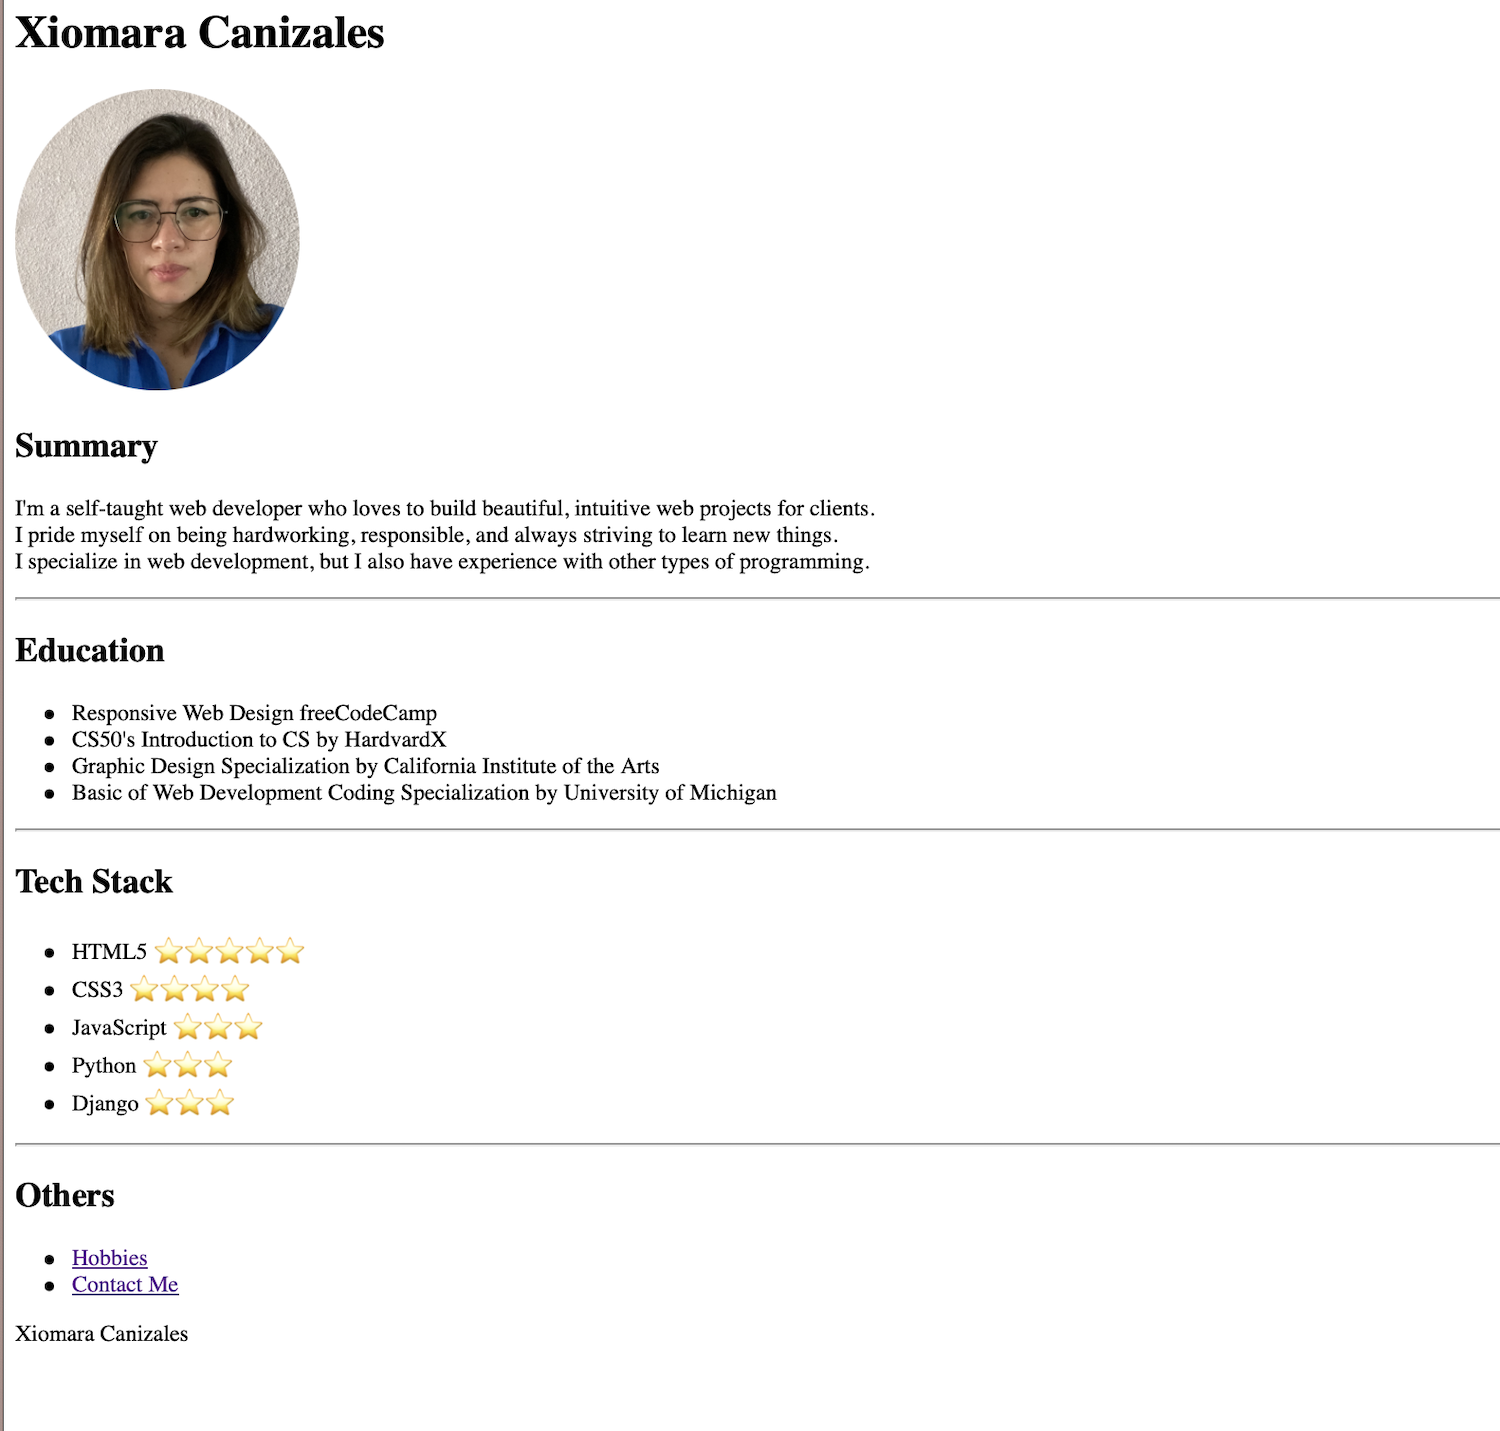 Xiomara Canizales
Summary
I'm a self-taught web developer who loves to build beautiful, intuitive web projects for clients.
I pride myself on being hardworking, responsible, and always striving to learn new things.
I specialize in web development, but I also have experience with other types of programming.
Education
Responsive Web Design freeCodeCamp
CS50's Introduction to CS by HardvardX
Graphic Design Specialization by California Institute of the Arts
Basic of Web Development Coding Specialization by University of Michigan
Tech Stack
HTML5 ⭐⭐⭐⭐⭐
CSS3 ⭐⭐⭐⭐
JavaScript ⭐⭐⭐
Python ⭐⭐⭐
Django ⭐⭐⭐
Others
Hobbies
Contact Me
Xiomara Canizales